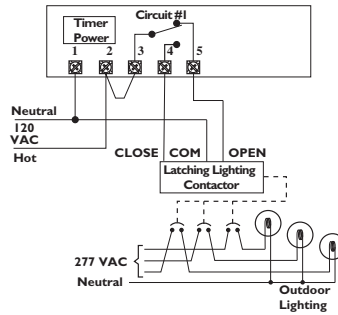 Circuit #1
Timer
Power
1 2 3 4 5
Neutral
120
VAC
Hot
CLOSE COM OPEN
Latching Lighting
Contactor
277 VAC
Neutral
Outdoor
Lighting